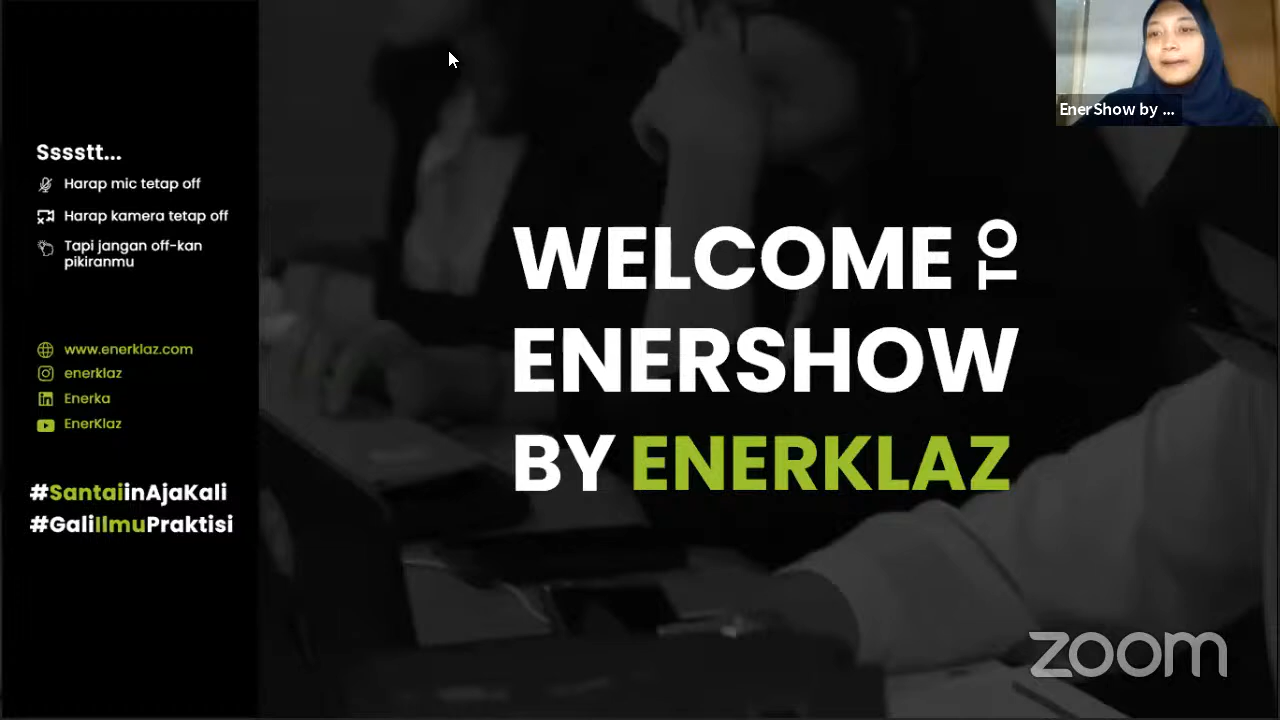 Sssstt...
Harap mic tetap off
Harap kamera tetap off
Tapi jangan off-kan
pikiranmu
www.enerklaz.com
enerklaz
Enerka
EnerKlaz
#SantaiinAjaKali
#GaliIlmuPraktisi
WELCOME TO
ENERSHOW
BY ENERKLAZ
EnerShow by ...
zoom